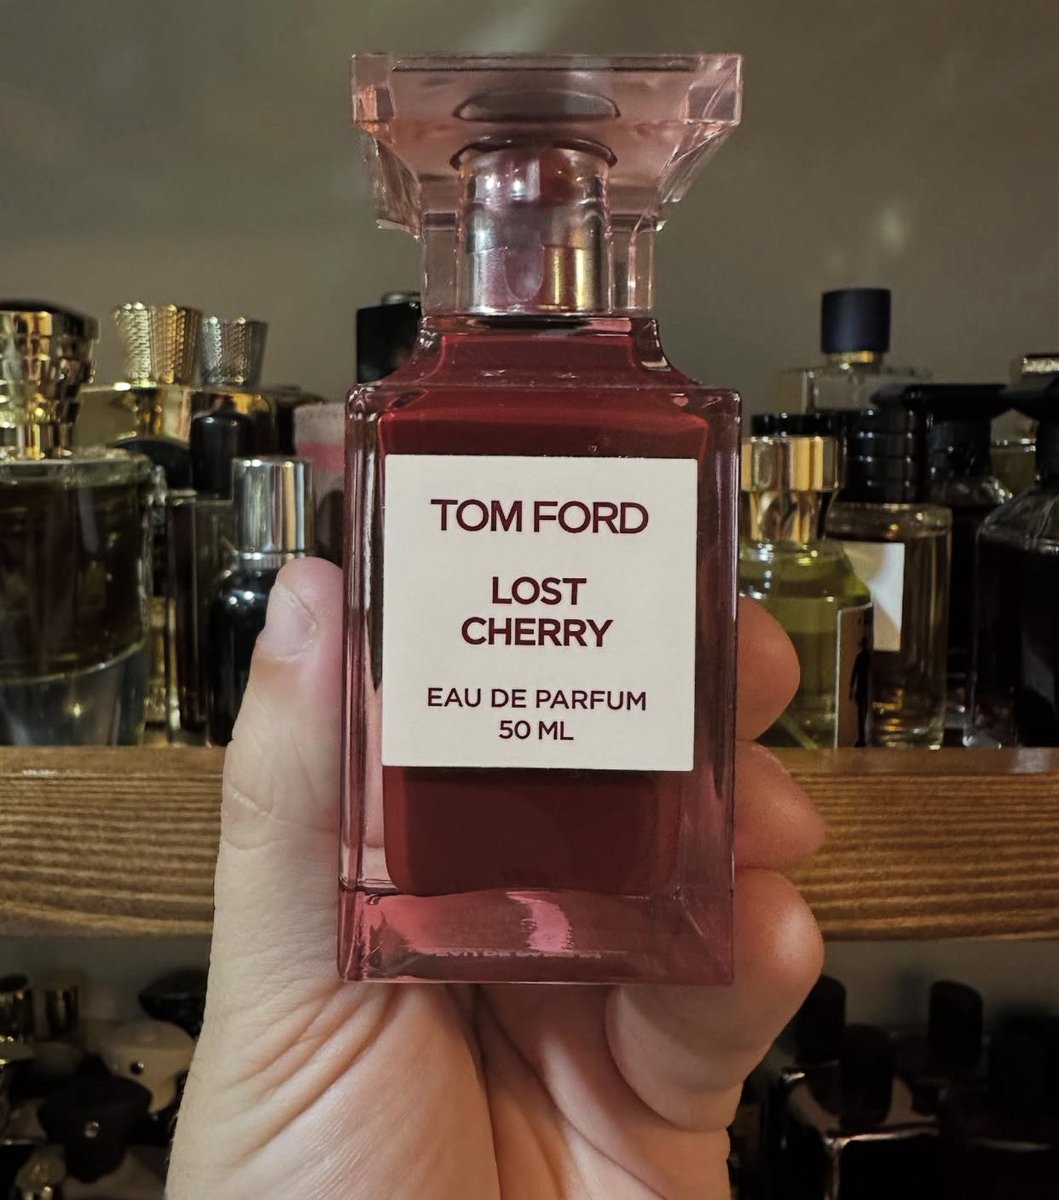 TOM FORD
LOST
CHERRY
EAU DE PARFUM
50 ML